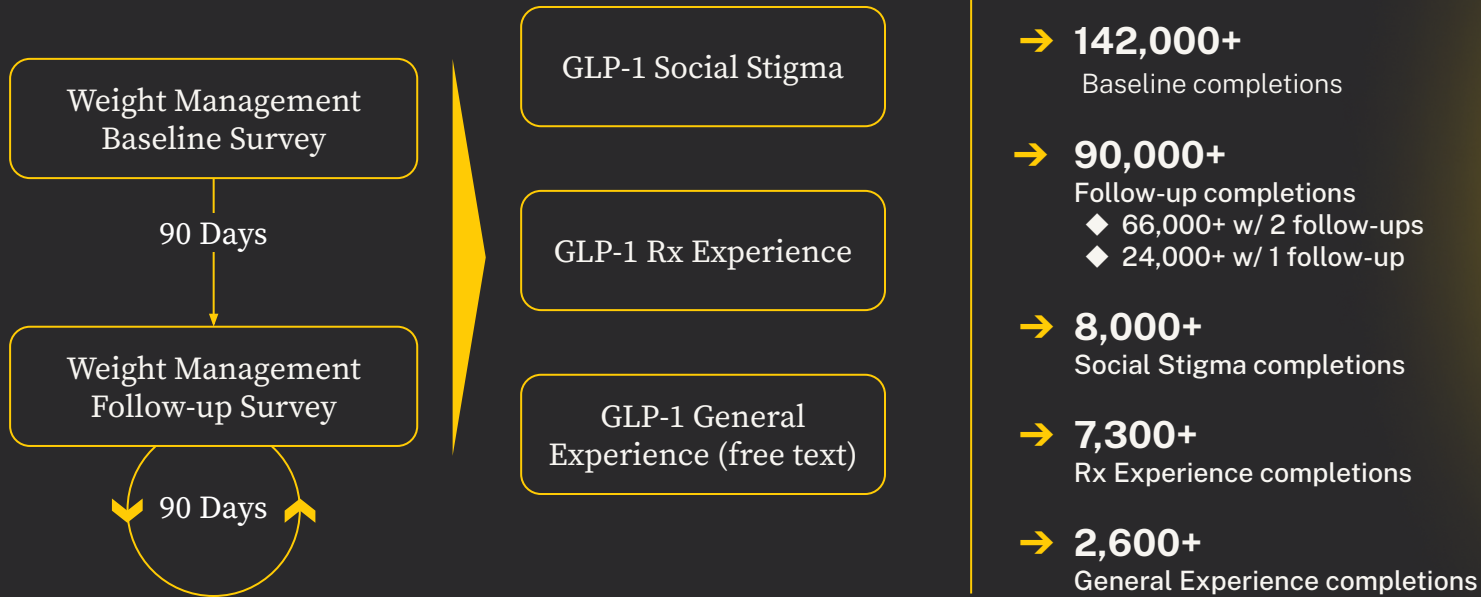 Weight Management
Baseline Survey
90 Days
Weight Management
Follow-up Survey
90 Days
GLP-1 Social Stigma
GLP-1 Rx Experience
GLP-1 General
Experience (free text)
142,000+
Baseline completions
90,000+
Follow-up completions
66,000+ w/ 2 follow-ups
24,000+ w/ 1 follow-up
8,000+
Social Stigma completions
7,300+
Rx Experience completions
2,600+
General Experience completions